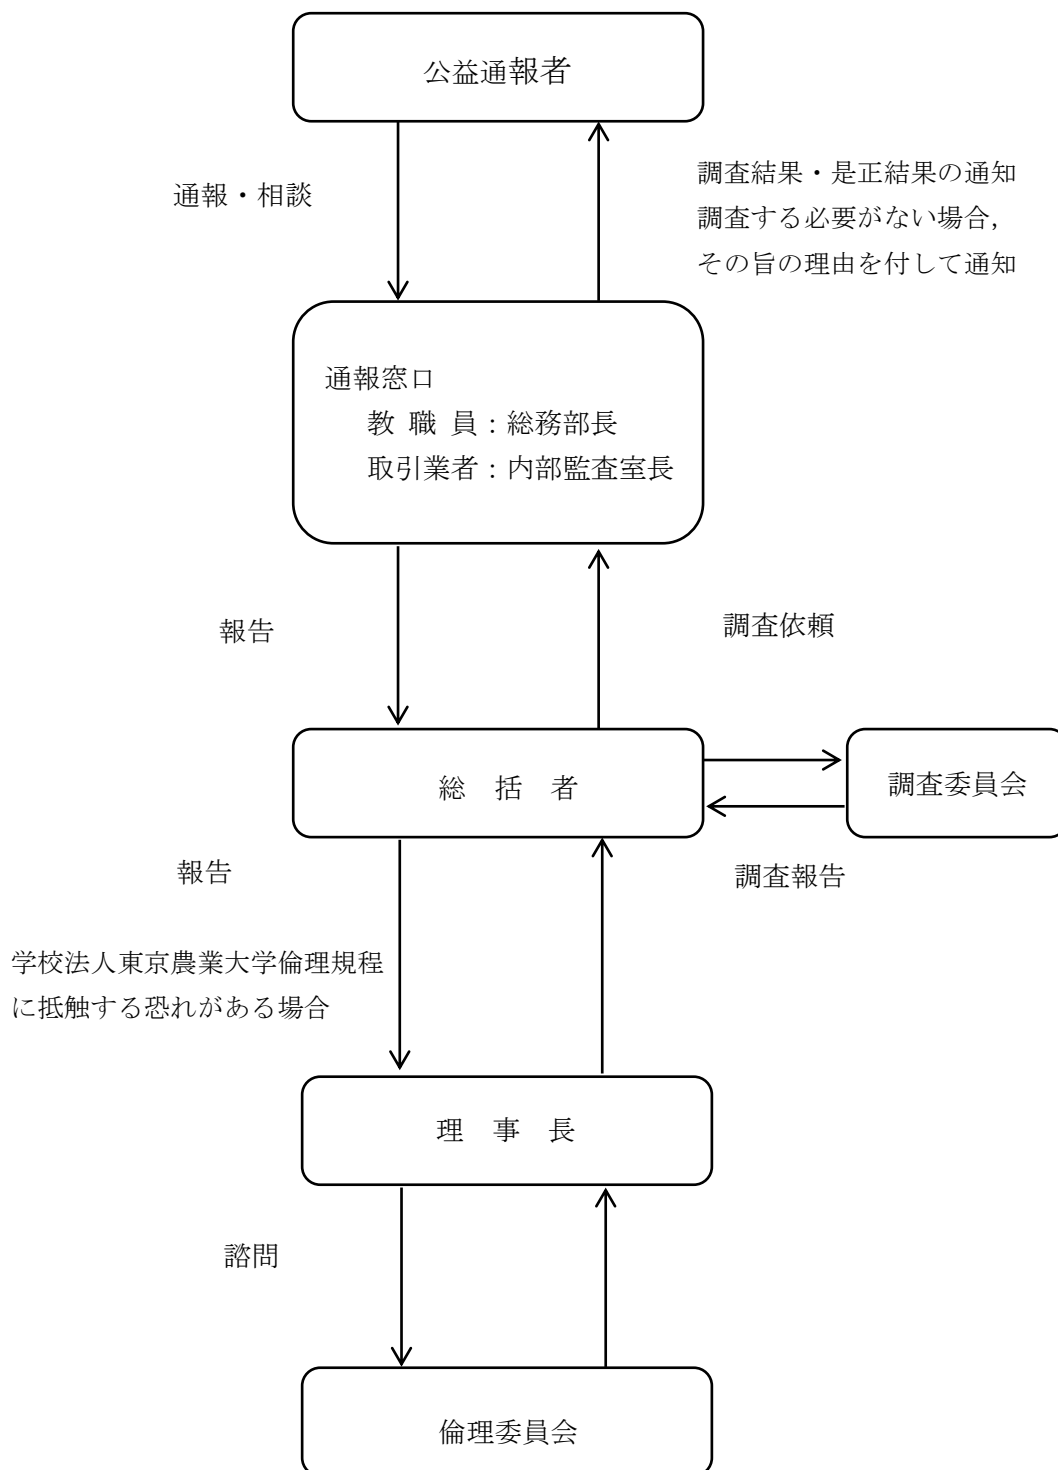 公益通報者
通報・相談
調査結果・是正結果の通知
調査する必要がない場合,
その旨の理由を付して通知
通報窓口
教 職 員：総務部長
取引業者：内部監査室長
報告
調査依頼
総　括　者
調査委員会
報告
調査報告
学校法人東京農業大学倫理規程
に抵触する恐れがある場合
理　事　長
諮問
倫理委員会